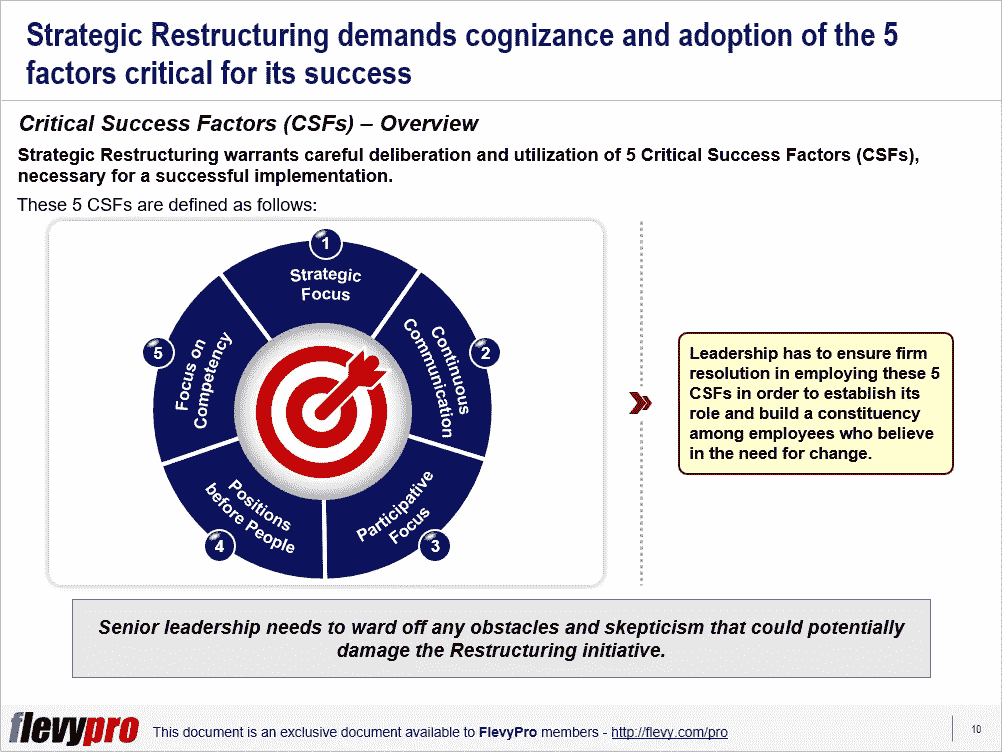 Strategic Restructuring demands cognizance and adoption of the 5
factors critical for its success
Critical Success Factors (CSFs) – Overview
Strategic Restructuring warrants careful deliberation and utilization of 5 Critical Success Factors (CSFs),
necessary for a successful implementation.
These 5 CSFs are defined as follows:
1
Strategic
Focus
2
Continuous
Communication
3
Participative
Focus
4
Positions
before People
5
Focus on
Competency
Leadership has to ensure firm
resolution in employing these 5
CSFs in order to establish its
role and build a constituency
among employees who believe
in the need for change.
Senior leadership needs to ward off any obstacles and skepticism that could potentially
damage the Restructuring initiative.
flevypro
This document is an exclusive document available to FlevyPro members - http://flevy.com/pro
10